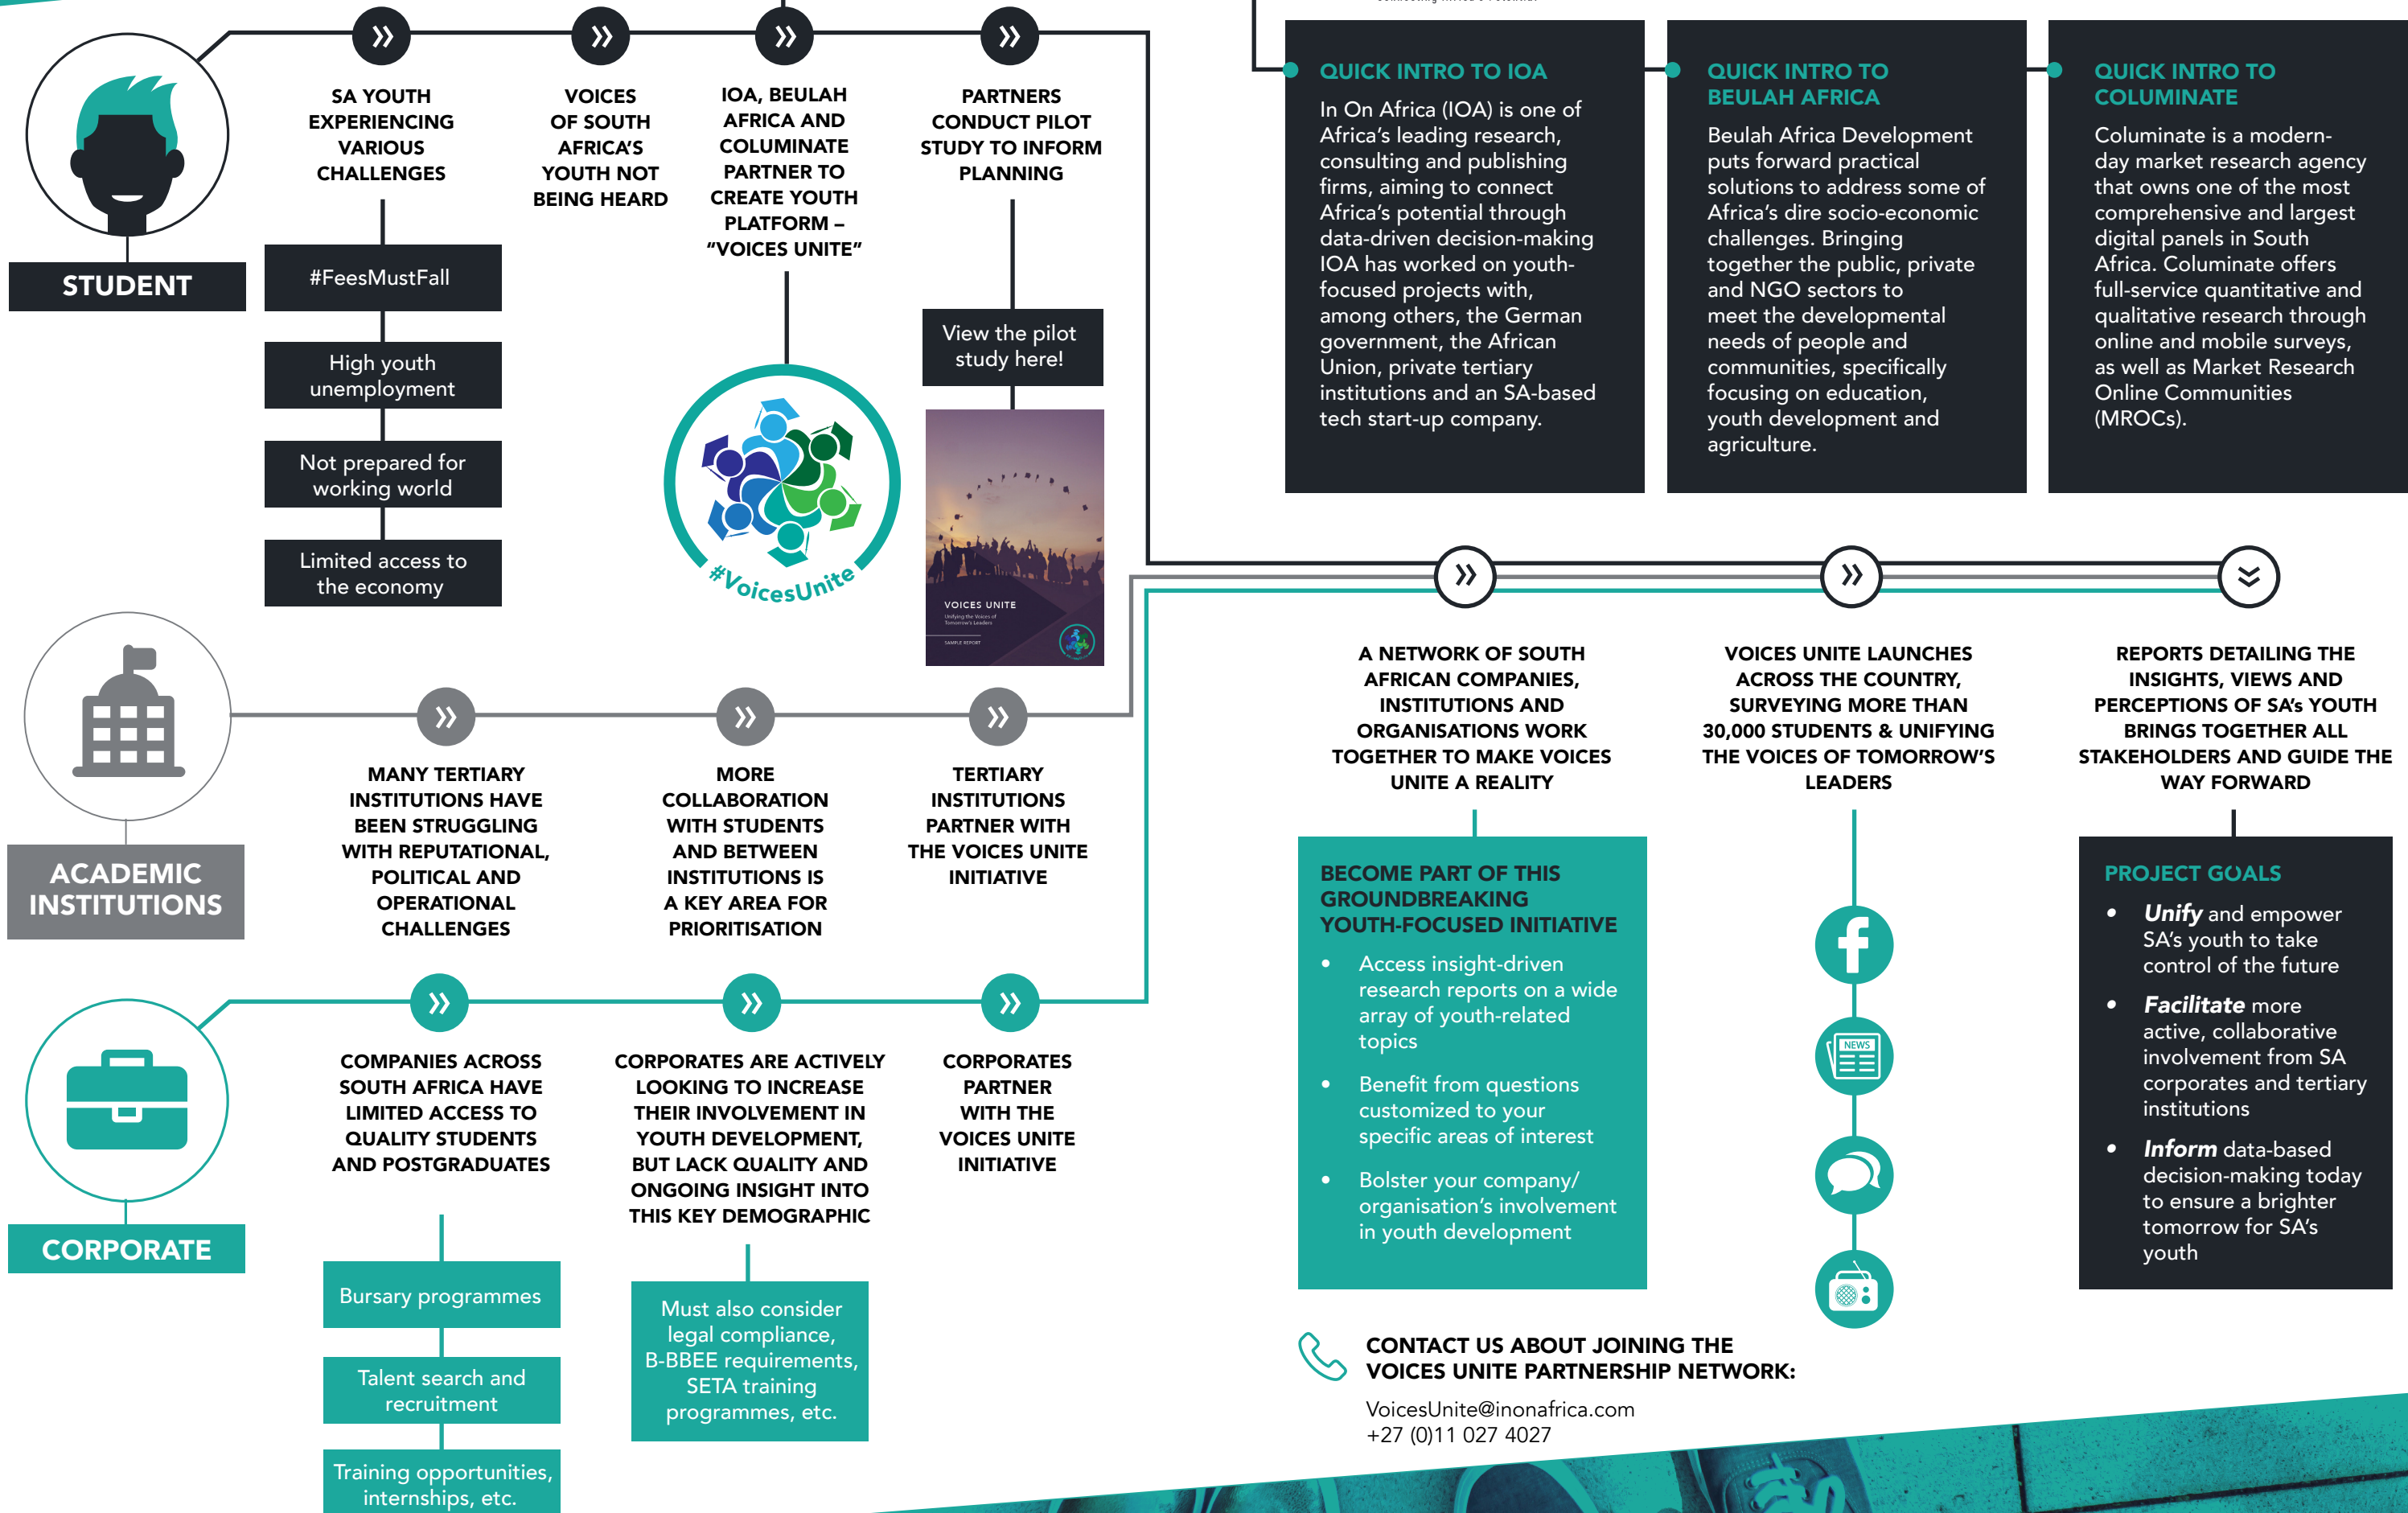 STUDENT
SA YOUTH
EXPERIENCING
VARIOUS
CHALLENGES
#FeesMustFall
High youth
unemployment
Not prepared for
working world
Limited access to
the economy
VOICES
OF SOUTH
AFRICA'S
YOUTH NOT
BEING HEARD
IOA, BEULAH
AFRICA AND
COLUMINATE
PARTNER TO
CREATE YOUTH
PLATFORM –
"VOICES UNITE"
#VoicesUnite
PARTNERS
CONDUCT PILOT
STUDY TO INFORM
PLANNING
View the pilot
study here!
VOICES UNITE
Unifying the Voices of
Tomorrow's Leaders
SAMPLE REPORT
QUICK INTRO TO IOA
In On Africa (IOA) is one of
Africa's leading research,
consulting and publishing
firms, aiming to connect
Africa's potential through
data-driven decision-making
IOA has worked on youth-
focused projects with,
among others, the German
government, the African
Union, private tertiary
institutions and an SA-based
tech start-up company.
QUICK INTRO TO
BEULAH AFRICA
Beulah Africa Development
puts forward practical
solutions to address some of
Africa's dire socio-economic
challenges. Bringing
together the public, private
and NGO sectors to
meet the developmental
needs of people and
communities, specifically
focusing on education,
youth development and
agriculture.
QUICK INTRO TO
COLUMINATE
Columinate is a modern-
day market research agency
that owns one of the most
comprehensive and largest
digital panels in South
Africa. Columinate offers
full-service quantitative and
qualitative research through
online and mobile surveys,
as well as Market Research
Online Communities
(MROCs).
ACADEMIC
INSTITUTIONS
MANY TERTIARY
INSTITUTIONS HAVE
BEEN STRUGGLING
WITH REPUTATIONAL,
POLITICAL AND
OPERATIONAL
CHALLENGES
MORE
COLLABORATION
WITH STUDENTS
AND BETWEEN
INSTITUTIONS IS
A KEY AREA FOR
PRIORITISATION
TERTIARY
INSTITUTIONS
PARTNER WITH
THE VOICES UNITE
INITIATIVE
CORPORATE
COMPANIES ACROSS
SOUTH AFRICA HAVE
LIMITED ACCESS TO
QUALITY STUDENTS
AND POSTGRADUATES
Bursary programmes
Talent search and
recruitment
Training opportunities,
internships, etc.
CORPORATES ARE ACTIVELY
LOOKING TO INCREASE
THEIR INVOLVEMENT IN
YOUTH DEVELOPMENT,
BUT LACK QUALITY AND
ONGOING INSIGHT INTO
THIS KEY DEMOGRAPHIC
Must also consider
legal compliance,
B-BBEE requirements,
SETA training
programmes, etc.
CORPORATES
PARTNER
WITH THE
VOICES UNITE
INITIATIVE
A NETWORK OF SOUTH
AFRICAN COMPANIES,
INSTITUTIONS AND
ORGANISATIONS WORK
TOGETHER TO MAKE VOICES
UNITE A REALITY
BECOME PART OF THIS
GROUNDBREAKING
YOUTH-FOCUSED INITIATIVE
• Access insight-driven
research reports on a wide
array of youth-related
topics
• Benefit from questions
customized to your
specific areas of interest
• Bolster your company/
organisation's involvement
in youth development
VOICES UNITE LAUNCHES
ACROSS THE COUNTRY,
SURVEYING MORE THAN
30,000 STUDENTS & UNIFYING
THE VOICES OF TOMORROW'S
LEADERS
NEWS
REPORTS DETAILING THE
INSIGHTS, VIEWS AND
PERCEPTIONS OF SA's YOUTH
BRINGS TOGETHER ALL
STAKEHOLDERS AND GUIDE THE
WAY FORWARD
PROJECT GOALS
• Unify and empower
SA's youth to take
control of the future
• Facilitate more
active, collaborative
involvement from SA
corporates and tertiary
institutions
• Inform data-based
decision-making today
to ensure a brighter
tomorrow for SA's
youth
CONTACT US ABOUT JOINING THE
VOICES UNITE PARTNERSHIP NETWORK:
VoicesUnite@inonafrica.com
+27 (0)11 027 4027